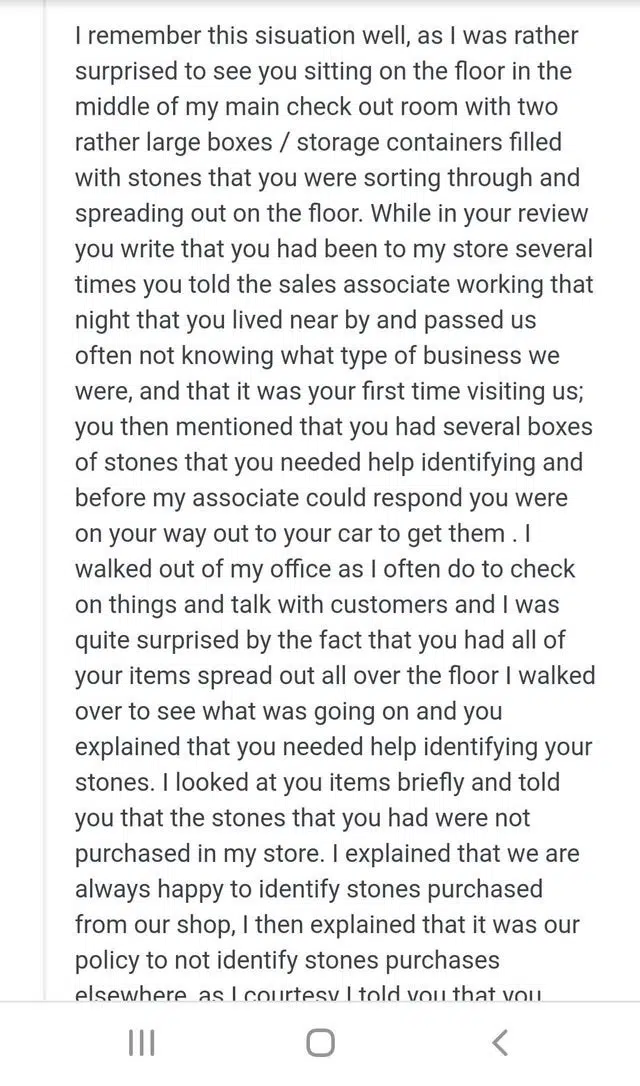 I remember this sisuation well, as I was rather
surprised to see you sitting on the floor in the
middle of my main check out room with two
rather large boxes / storage containers filled
with stones that you were sorting through and
spreading out on the floor. While in your review
you write that you had been to my store several
times you told the sales associate working that
night that you lived near by and passed us
often not knowing what type of business we
were, and that it was your first time visiting us;
you then mentioned that you had several boxes
of stones that you needed help identifying and
before my associate could respond you were
on your way out to your car to get them . I
walked out of my office as I often do to check
on things and talk with customers and I was
quite surprised by the fact that you had all of
your items spread out all over the floor I walked
over to see what was going on and you
explained that you needed help identifying your
stones. I looked at you items briefly and told
you that the stones that you had were not
purchased in my store. I explained that we are
always happy to identify stones purchased
from our shop, I then explained that it was our
policy to not identify stones purchases
elsewhere, as I courtesy I told you that you